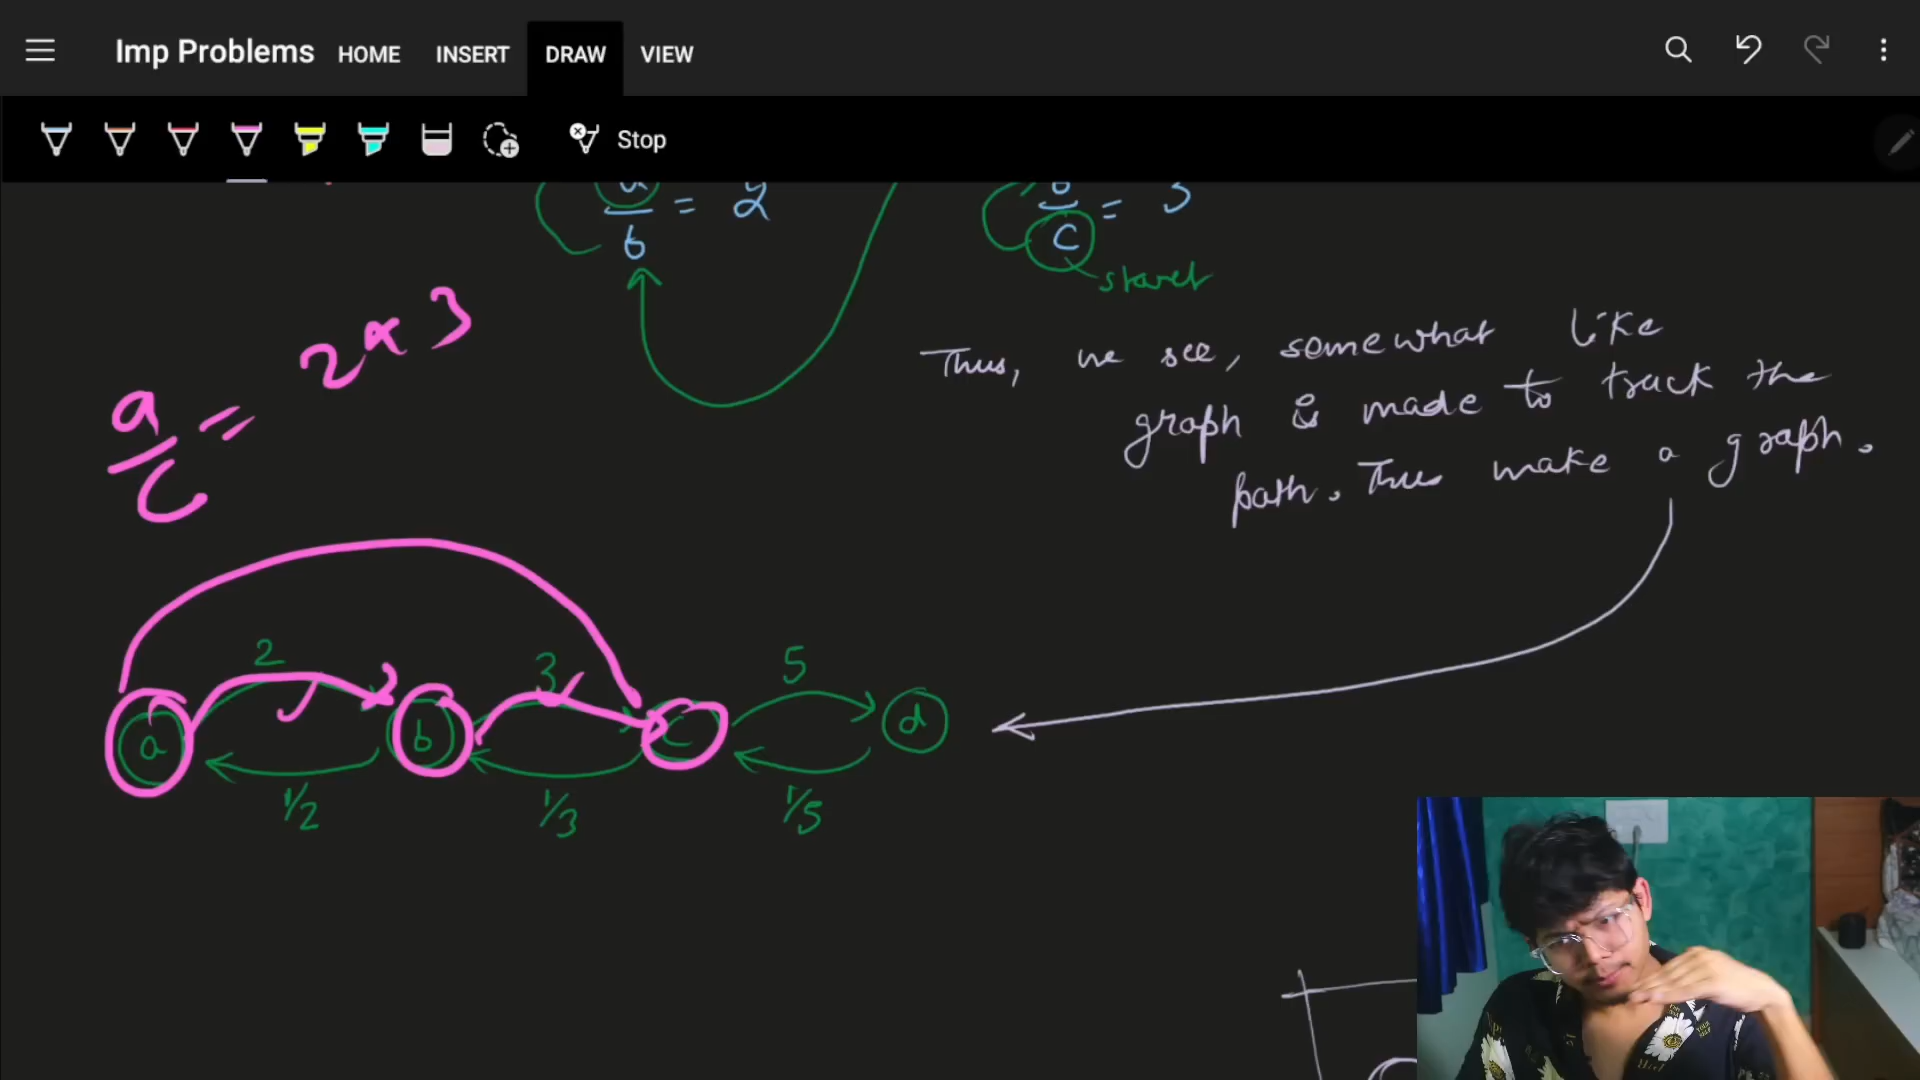 Imp Problems HOME INSERT DRAW VIEW
Stop
= 2
b
= 3
c
start
a/c = 2 x 3
Thus, we see, somewhat like
graph is made to track the
path. Thus make a graph.
2 3 5
a b c d
1/2 1/3 1/5